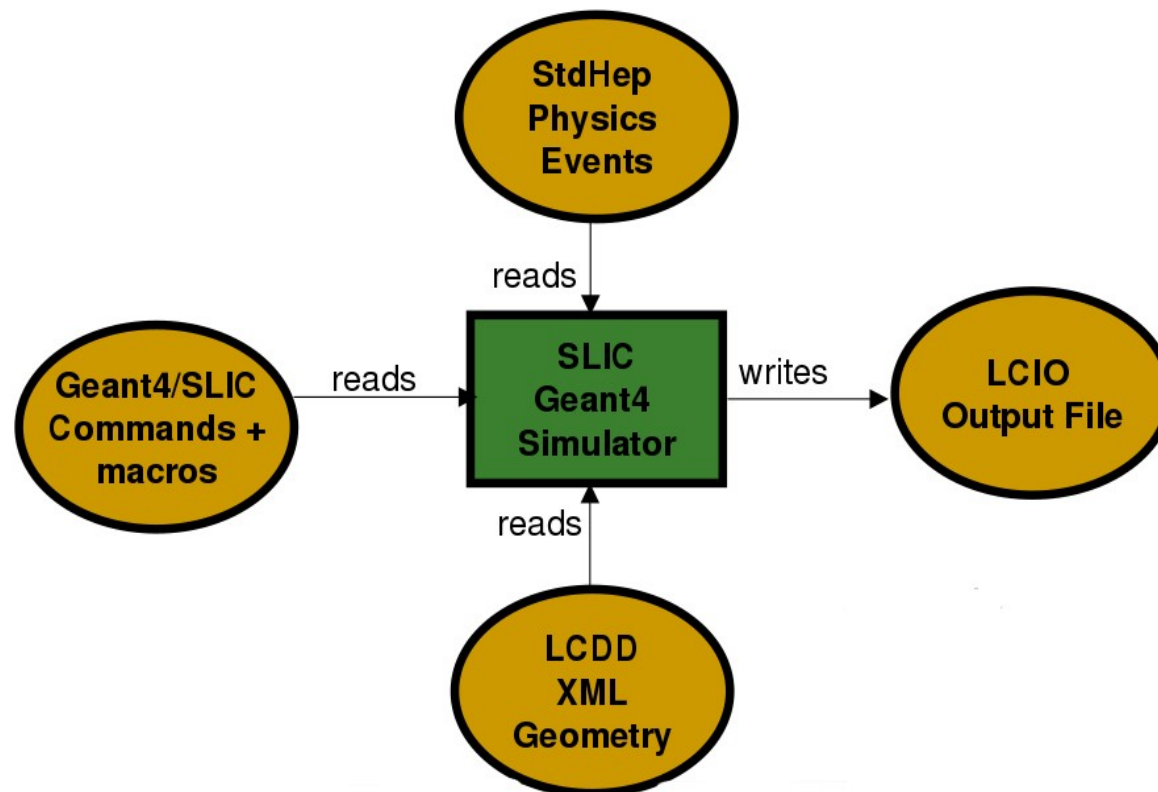 StdHep
Physics
Events
reads
Geant4/SLIC
Commands +
macros
reads
SLIC
Geant4
Simulator
writes
LCIO
Output File
reads
LCDD
XML
Geometry